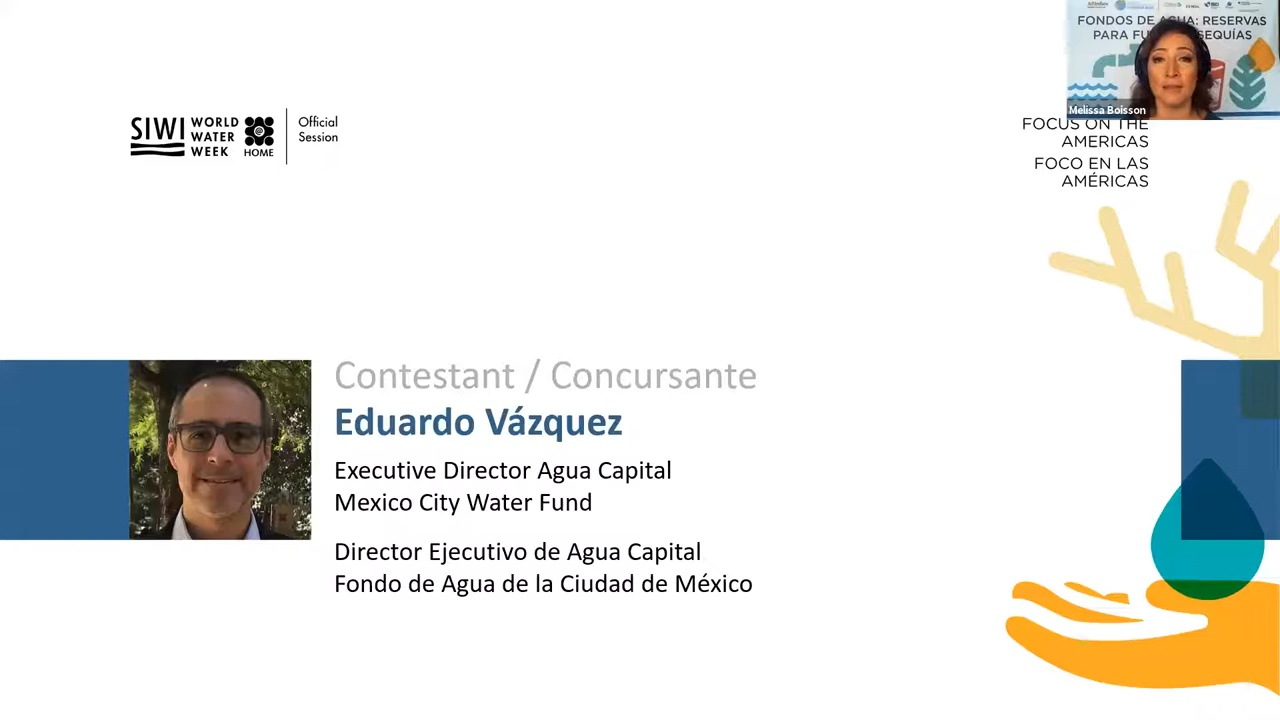 SIWI WORLD WATER WEEK
HOME
Official
Session
FONDOS DE AGUA: RESERVAS
PARA
Melissa Boisson
FOCUS ON THE
AMERICAS
FOCO EN LAS
AMÉRICAS
Contestant / Concursante
Eduardo Vázquez
Executive Director Agua Capital
Mexico City Water Fund
Director Ejecutivo de Agua Capital
Fondo de Agua de la Ciudad de México